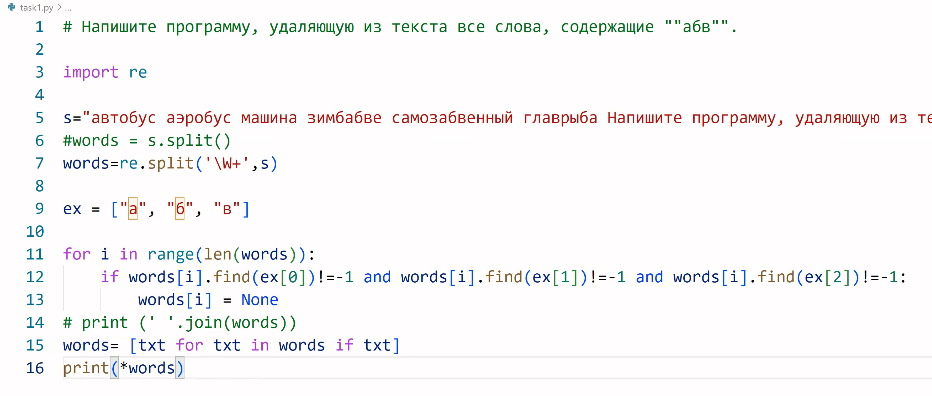 task1.py > ...
1 # Напишите программу, удаляющую из текста все слова, содержащие ""абв"".
2
3 import re
4
5 s="автобус аэробус машина зимбабве самозабвенный главрыба Напишите программу, удаляющую из те
6 #words = s.split()
7 words=re.split('\W+',s)
8
9 ex = ["а", "б", "в"]
10
11 for i in range(len(words)):
12     if words[i].find(ex[0])!=-1 and words[i].find(ex[1])!=-1 and words[i].find(ex[2])!=-1:
13         words[i] = None
14 # print (' '.join(words))
15 words= [txt for txt in words if txt]
16 print(*words)